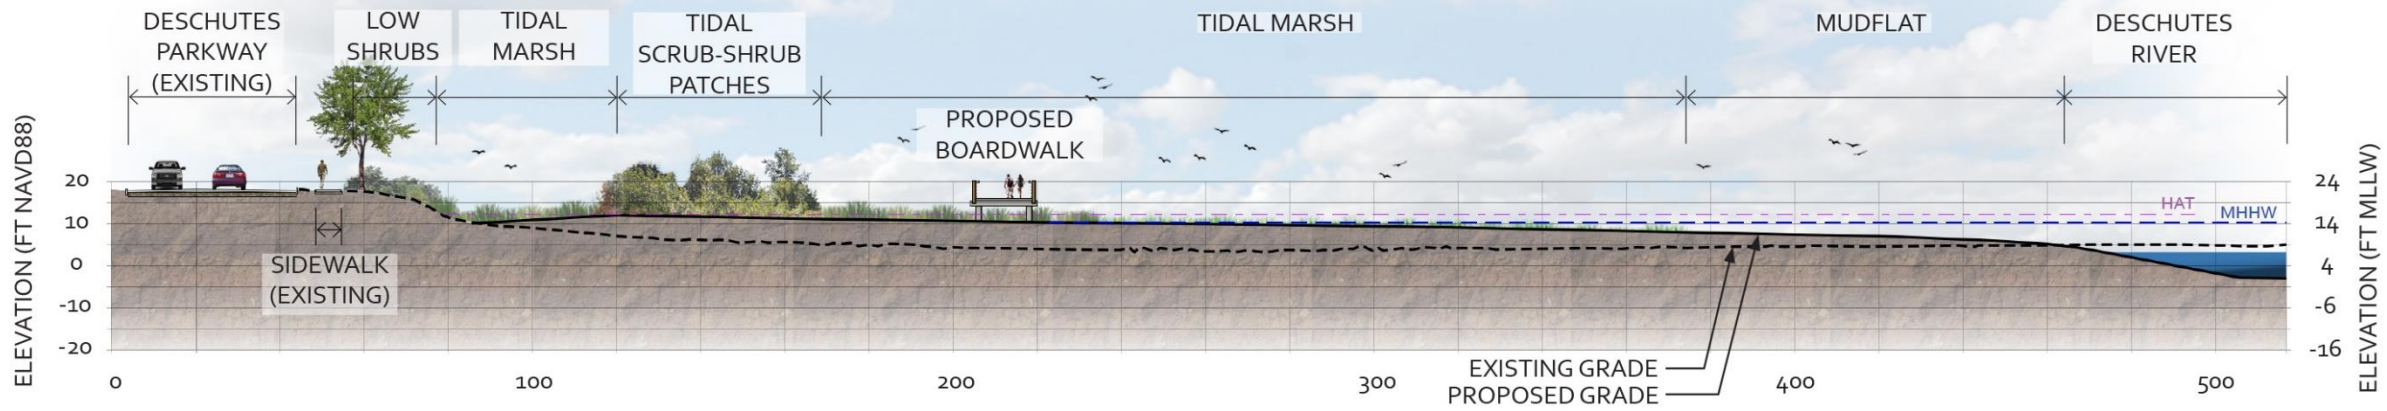 DESCHUTES
PARKWAY
(EXISTING)
LOW
SHRUBS
TIDAL
MARSH
TIDAL
SCRUB-SHRUB
PATCHES
TIDAL MARSH
MUDFLAT
DESCHUTES
RIVER
PROPOSED
BOARDWALK
SIDEWALK
(EXISTING)
HAT
MHHW
EXISTING GRADE
PROPOSED GRADE
ELEVATION (FT NAVD88)
20
10
0
-10
-20
ELEVATION (FT MLLW)
24
14
4
-6
-16
0
100
200
300
400
500